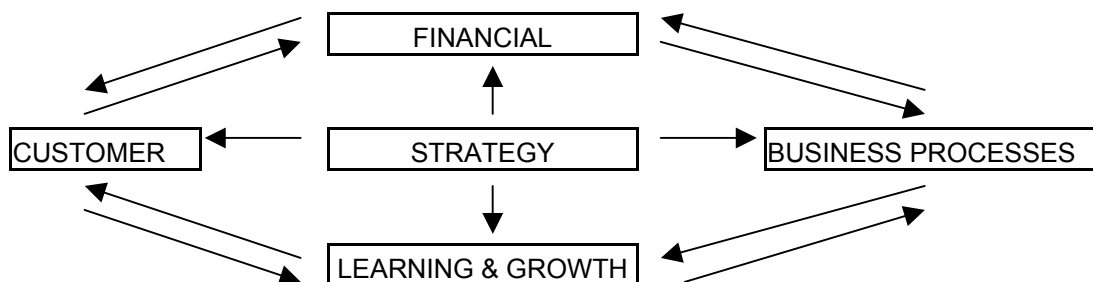 FINANCIAL
CUSTOMER
STRATEGY
BUSINESS PROCESSES
LEARNING & GROWTH